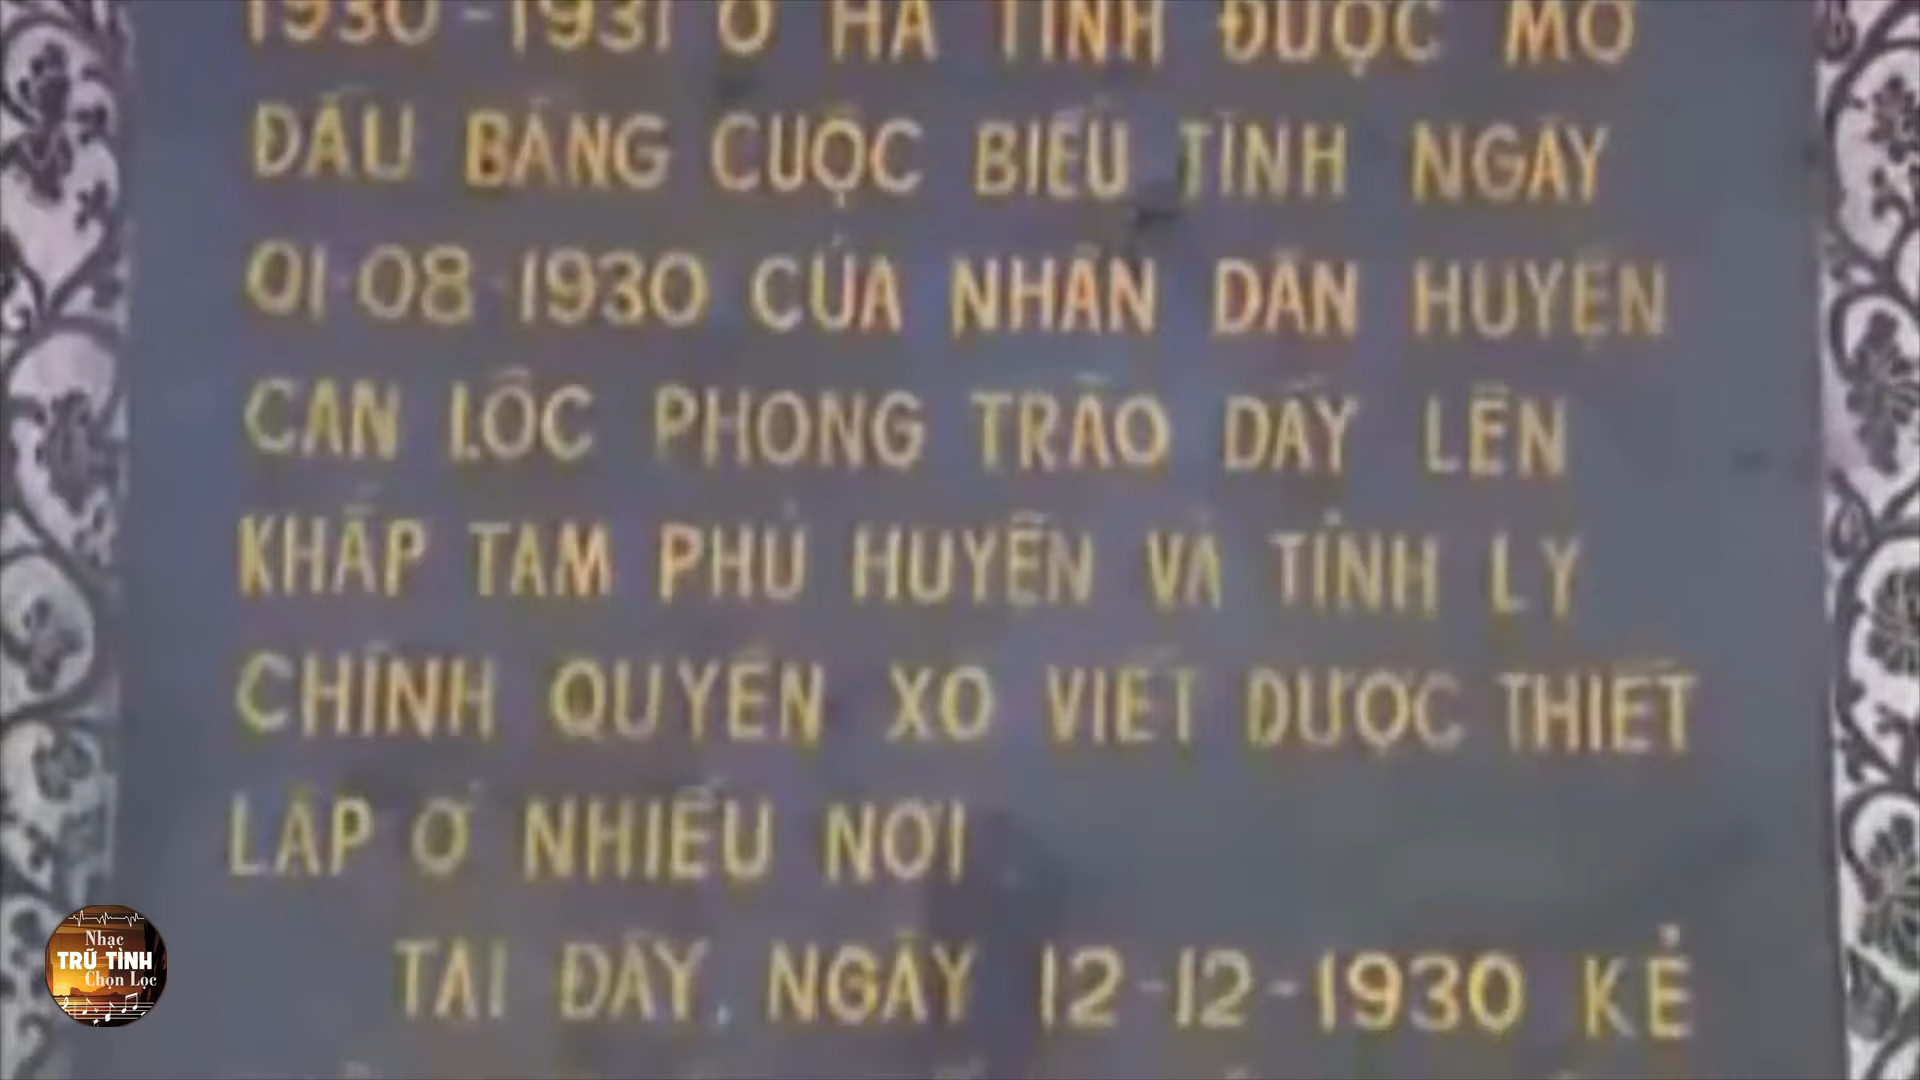 1930-1931 Ở HÀ TĨNH ĐƯỢC MỞ
ĐẦU BẰNG CUỘC BIỂU TÌNH NGÀY
01-08-1930 CỦA NHÂN DÂN HUYỆN
CAN LỘC PHONG TRÀO DẤY LÊN
KHẮP TÁM PHỦ HUYỆN VÀ TỈNH LỴ
CHÍNH QUYỀN XÔ VIẾT ĐƯỢC THIẾT
LẬP Ở NHIỀU NƠI
TẠI ĐÂY, NGÀY 12-12-1930 KẺ
Nhạc
TRỮ TÌNH
Chọn Lọc